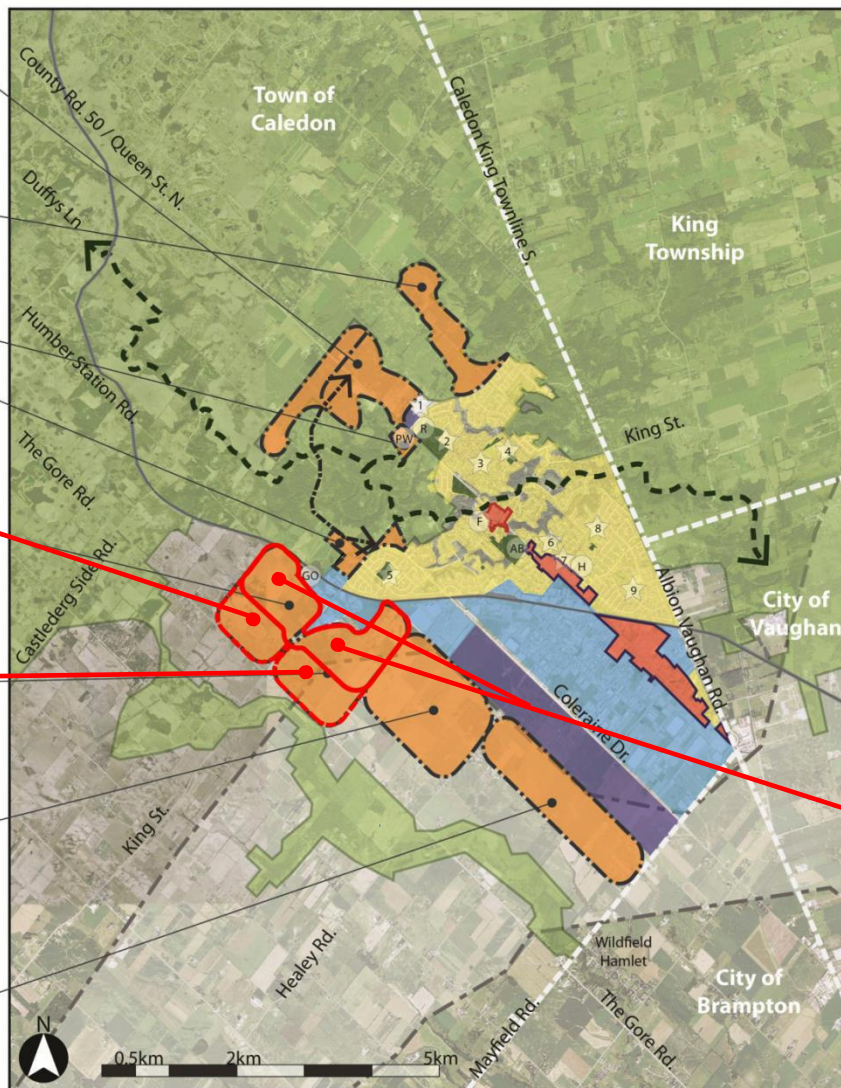 County Rd. 50 / Queen St. N.
Town of
Caledon
Caledon King Townline S.
King
Township
Duffys Ln
Humber Station Rd.
The Gore Rd.
Castlederg Side Rd.
1
R
PW
2
3
4
King St.
F
AB
6
7
H
8
9
5
GO
Albion Vaughan Rd.
City of
Vaughan
Coleraine Dr.
King St.
Healey Rd.
Wildfield
Hamlet
City of
Brampton
Mayfield Rd.
The Gore Rd.
N
0.5km
2km
5km